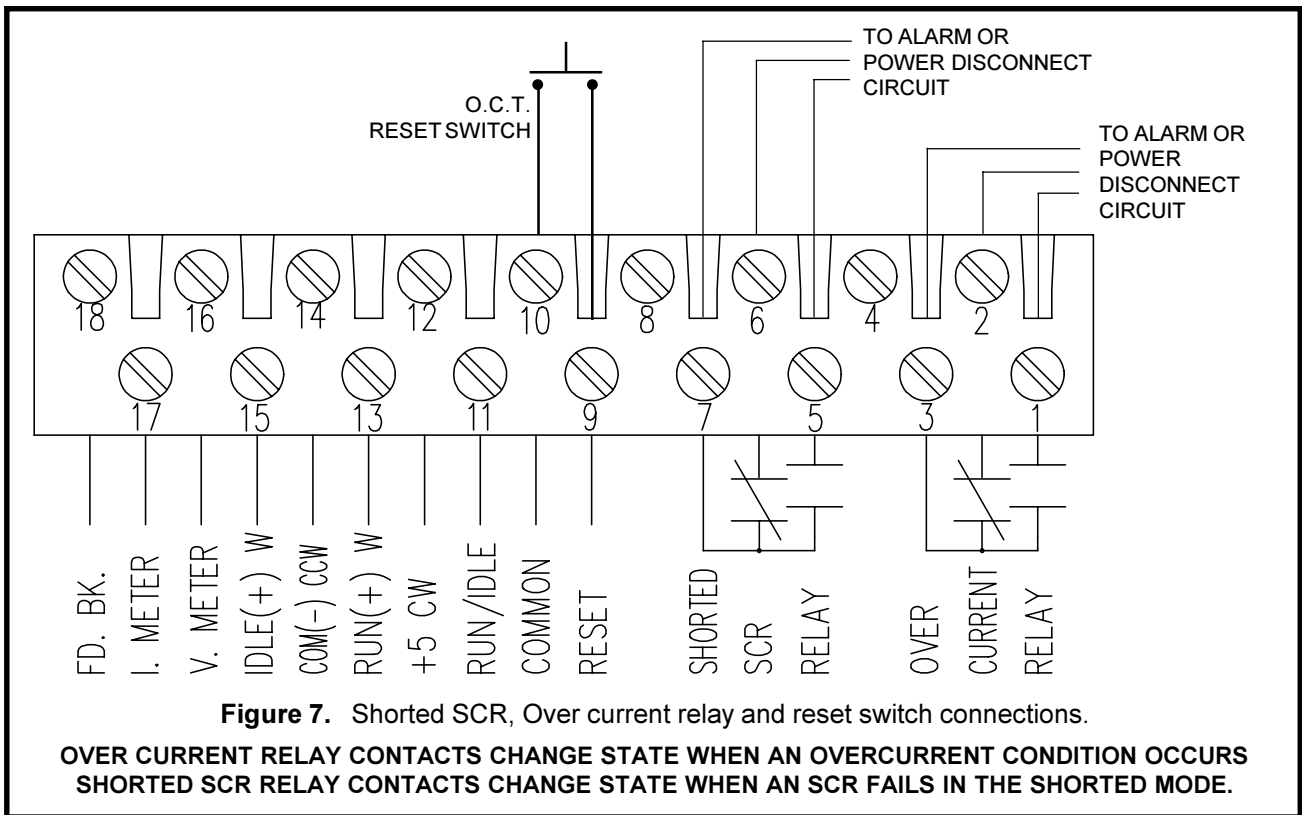 TO ALARM OR
POWER DISCONNECT
CIRCUIT
O.C.T.
RESET SWITCH
TO ALARM OR
POWER
DISCONNECT
CIRCUIT
18 16 14 12 10 8 6 4 2
17 15 13 11 9 7 5 3 1
FD. BK.
I. METER
V. METER
IDLE(+) W
COM(-) CCW
RUN(+) W
+5 CW
RUN/IDLE
COMMON
RESET
SHORTED
SCR
RELAY
OVER
CURRENT
RELAY
Figure 7. Shorted SCR, Over current relay and reset switch connections.
OVER CURRENT RELAY CONTACTS CHANGE STATE WHEN AN OVERCURRENT CONDITION OCCURS
SHORTED SCR RELAY CONTACTS CHANGE STATE WHEN AN SCR FAILS IN THE SHORTED MODE.